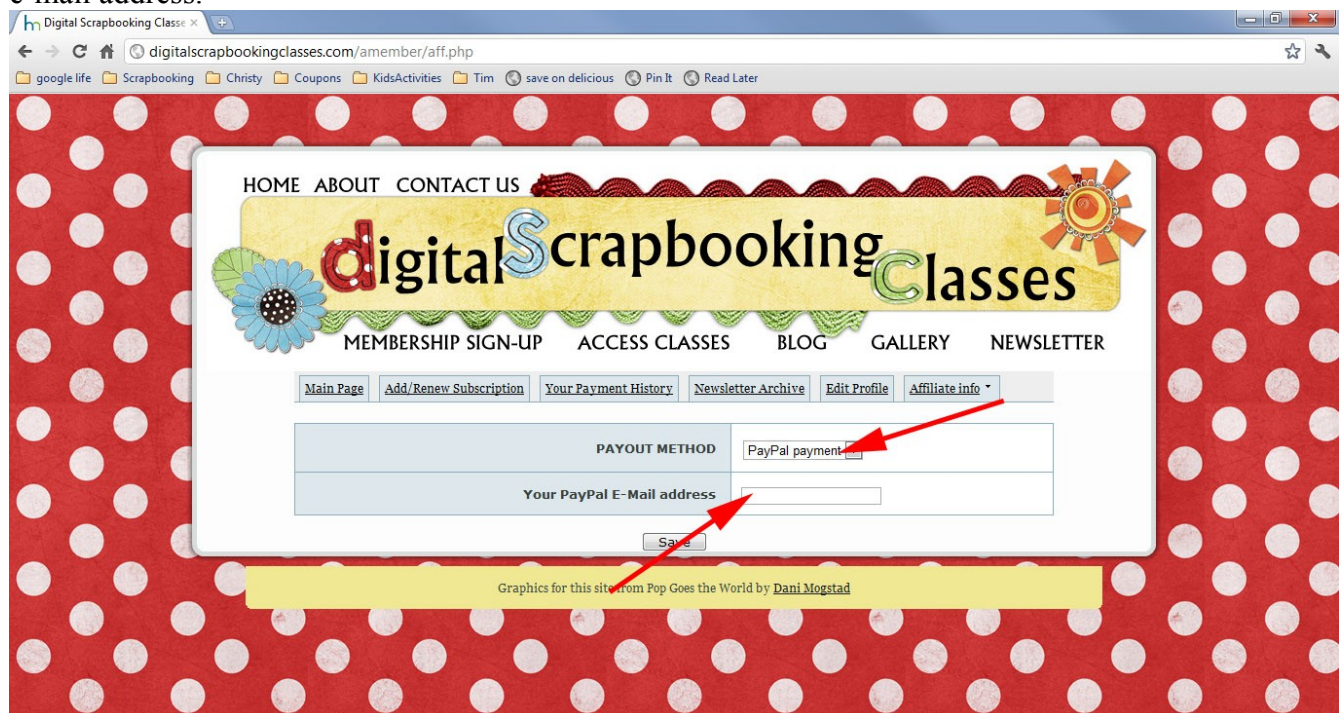 e-mail address.
Digital Scrapbooking Classe
digitalscrapbookingclasses.com/amember/aff.php
google life Scrapbooking Christy Coupons KidsActivities Tim save on delicious Pin It Read Later
HOME ABOUT CONTACT US
digital Scrapbooking Classes
MEMBERSHIP SIGN-UP ACCESS CLASSES BLOG GALLERY NEWSLETTER
Main Page Add/Renew Subscription Your Payment History Newsletter Archive Edit Profile Affiliate info
PAYOUT METHOD PayPal payment
Your PayPal E-Mail address
Save
Graphics for this site from Pop Goes the World by Dani Mogstad